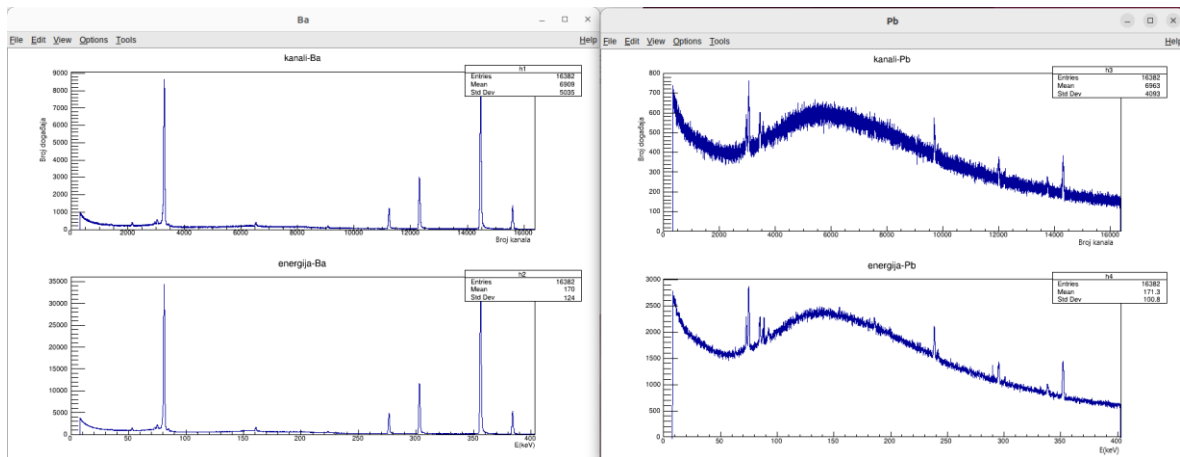 Ba
File Edit View Options Tools Help
kanali-Ba
h1
Entries 16382
Mean 6909
Std Dev 5035
Broj događaja
9000
8000
7000
6000
5000
4000
3000
2000
1000
0
0 2000 4000 6000 8000 10000 12000 14000 16000
Broj kanala
energija-Ba
h2
Entries 16382
Mean 170
Std Dev 124
35000
30000
25000
20000
15000
10000
5000
0
0 50 100 150 200 250 300 350 400
E(keV)
Pb
File Edit View Options Tools Help
kanali-Pb
h3
Entries 16382
Mean 6963
Std Dev 4093
Broj događaja
800
700
600
500
400
300
200
100
0
0 2000 4000 6000 8000 10000 12000 14000 16000
Broj kanala
energija-Pb
h4
Entries 16382
Mean 171.3
Std Dev 100.8
3000
2500
2000
1500
1000
500
0
0 50 100 150 200 250 300 350 400
E(keV)